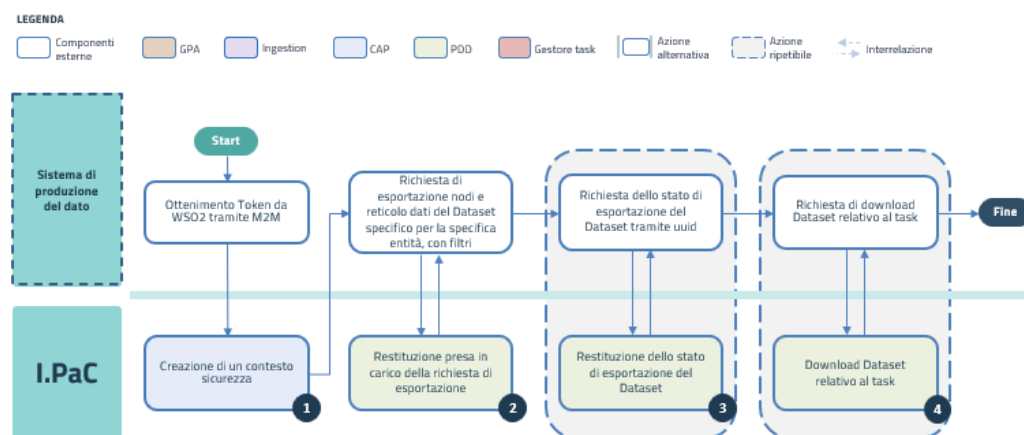 LEGENDA
Componenti
esterne
GPA
Ingestion
CAP
PDD
Gestore task
Azione
alternativa
Azione
ripetibile
Interrelazione
Sistema di
produzione
del dato
Start
Ottenimento Token da
WSO2 tramite M2M
Richiesta di
esportazione nodi e
reticolo dati del Dataset
specifico per la specifica
entità, con filtri
Richiesta dello stato di
esportazione del
Dataset tramite uuid
Richiesta di download
Dataset relativo al task
Fine
I.PaC
Creazione di un contesto
sicurezza
1
Restituzione presa in
carico della richiesta di
esportazione
2
Restituzione dello stato
di esportazione del
Dataset
3
Download Dataset
relativo al task
4